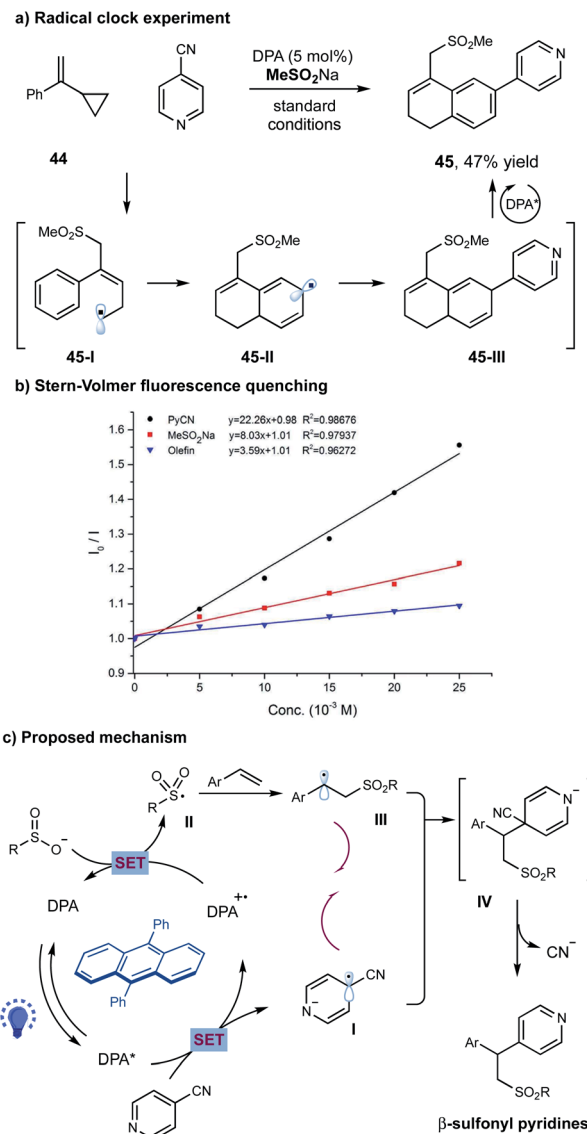 a) Radical clock experiment
CN
Ph
N
44
DPA (5 mol%)
MeSO₂Na
standard
conditions
SO₂Me
N
45, 47% yield
DPA*
MeO₂S
45-I
SO₂Me
45-II
SO₂Me
N
45-III
b) Stern-Volmer fluorescence quenching
PyCN y=22.26x+0.98 R²=0.98676
MeSO₂Na y=8.03x+1.01 R²=0.97937
Olefin y=3.59x+1.01 R²=0.96272
I₀ / I
1.6
1.5
1.4
1.3
1.2
1.1
1.0
0.9
0 5 10 15 20 25
Conc. (10⁻³ M)
c) Proposed mechanism
O O
R S•
II
Ar
Ar SO₂R
III
O
R S O⁻
SET
DPA
DPA⁺•
Ph
Ph
DPA*
SET
CN
N
CN
N⁻
I
N⁻
NC
Ar
SO₂R
IV
CN⁻
N
Ar
SO₂R
β-sulfonyl pyridines